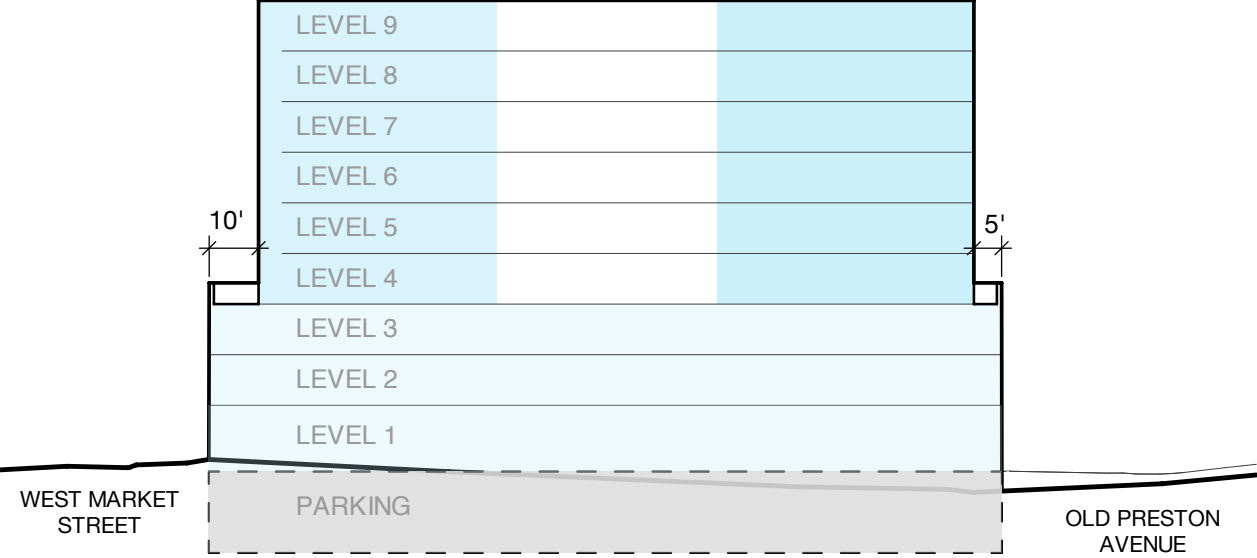 LEVEL 9
LEVEL 8
LEVEL 7
LEVEL 6
10'
LEVEL 5
5'
LEVEL 4
LEVEL 3
LEVEL 2
LEVEL 1
PARKING
WEST MARKET
STREET
OLD PRESTON
AVENUE